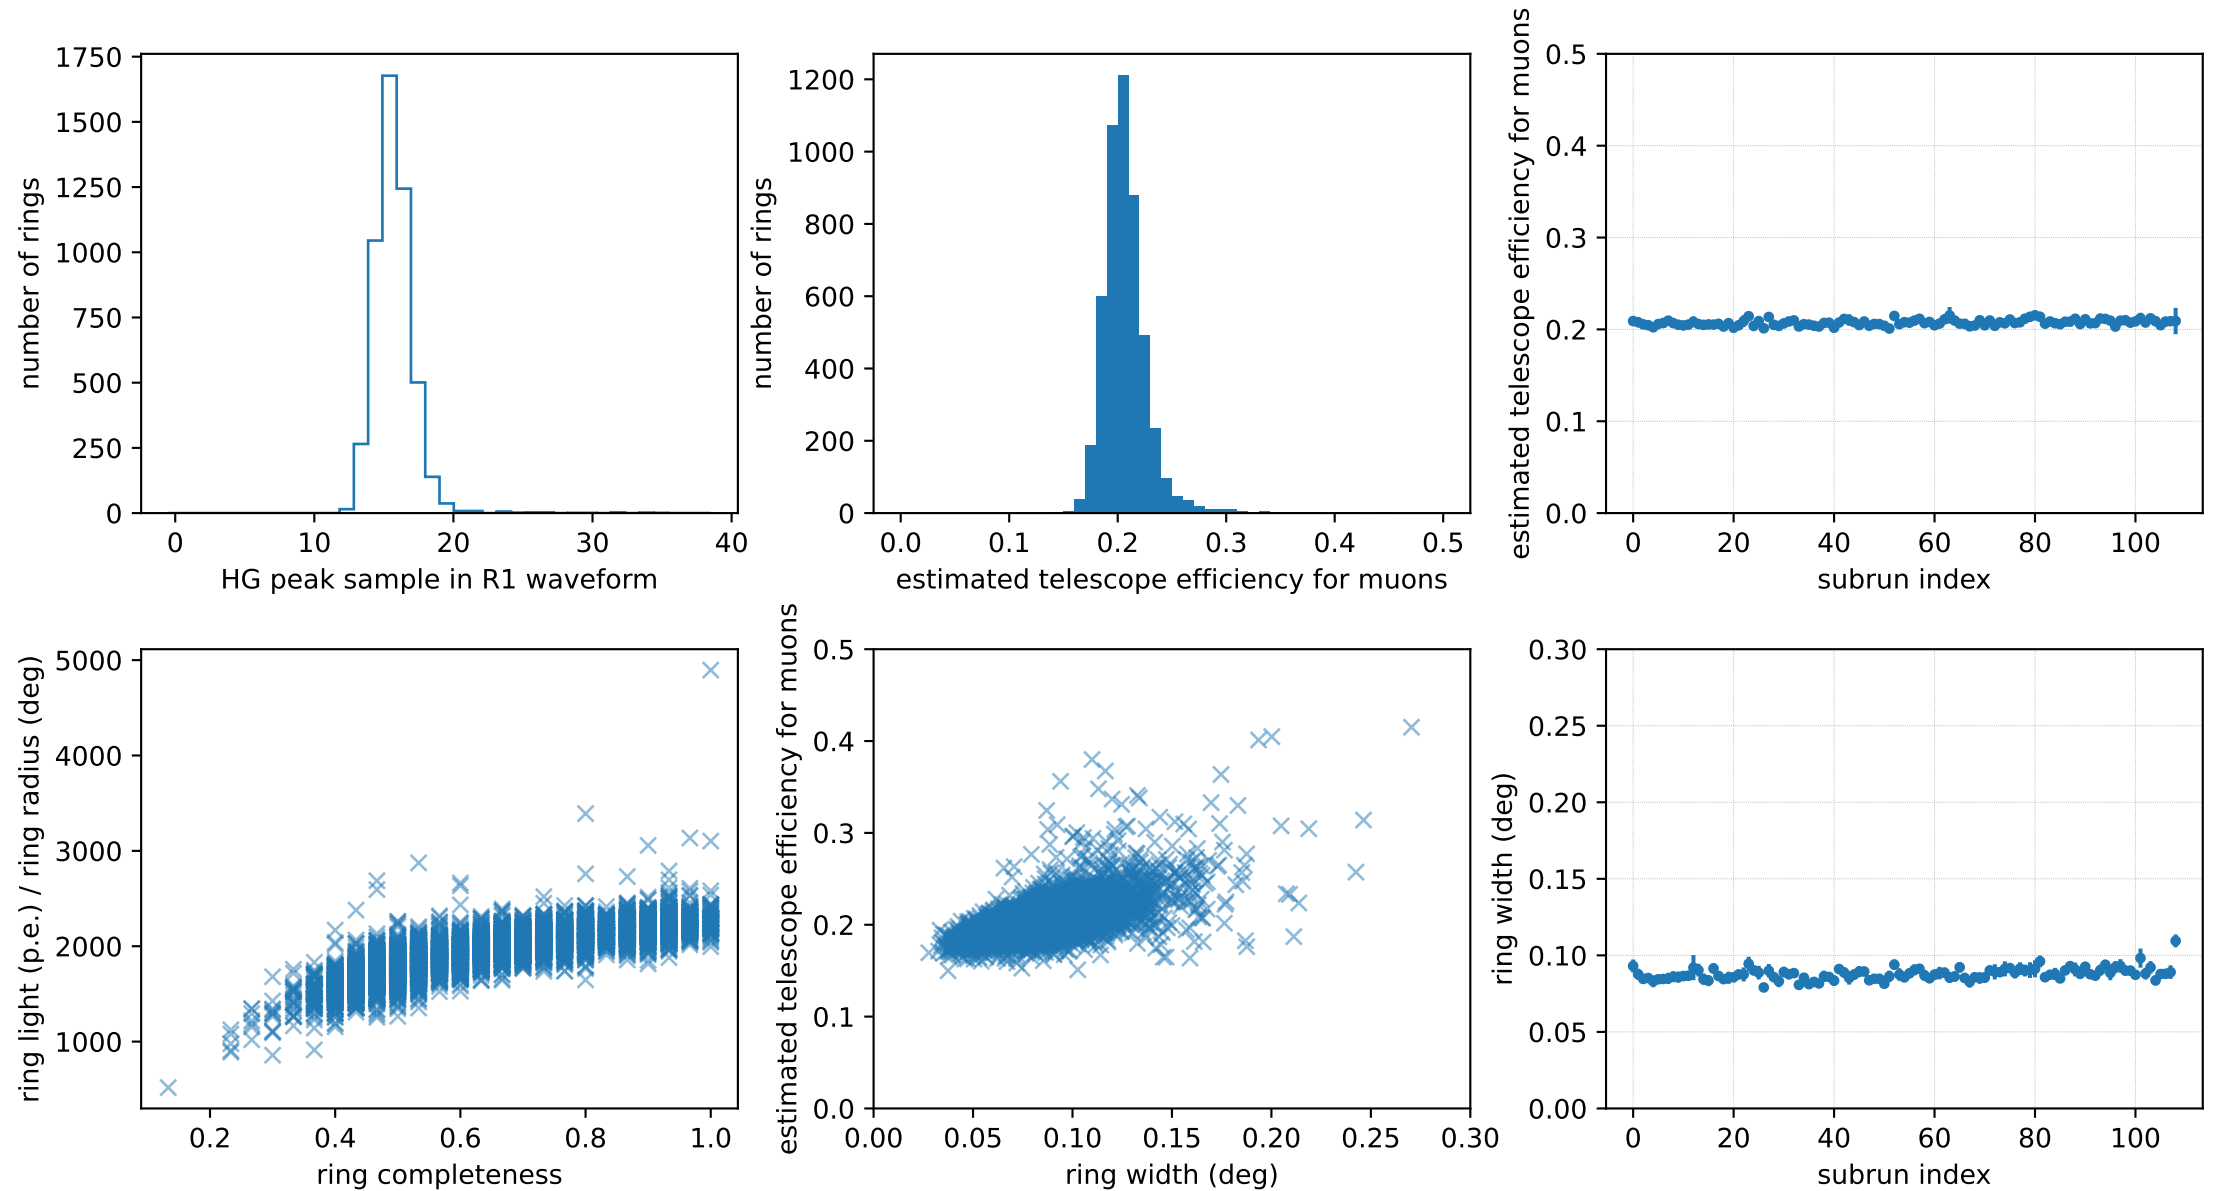 number of rings
1750
1500
1250
1000
750
500
250
0
0 10 20 30 40
HG peak sample in R1 waveform
number of rings
1200
1000
800
600
400
200
0
0.0 0.1 0.2 0.3 0.4 0.5
estimated telescope efficiency for muons
estimated telescope efficiency for muons
0.5
0.4
0.3
0.2
0.1
0.0
0 20 40 60 80 100
subrun index
ring light (p.e.) / ring radius (deg)
5000
4000
3000
2000
1000
0.2 0.4 0.6 0.8 1.0
ring completeness
estimated telescope efficiency for muons
0.5
0.4
0.3
0.2
0.1
0.0
0.00 0.05 0.10 0.15 0.20 0.25 0.30
ring width (deg)
ring width (deg)
0.30
0.25
0.20
0.15
0.10
0.05
0.00
0 20 40 60 80 100
subrun index